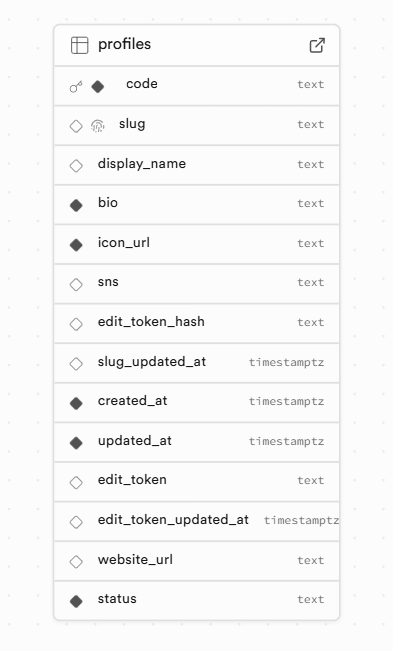 profiles
code text
slug text
display_name text
bio text
icon_url text
sns text
edit_token_hash text
slug_updated_at timestamptz
created_at timestamptz
updated_at timestamptz
edit_token text
edit_token_updated_at timestamptz
website_url text
status text